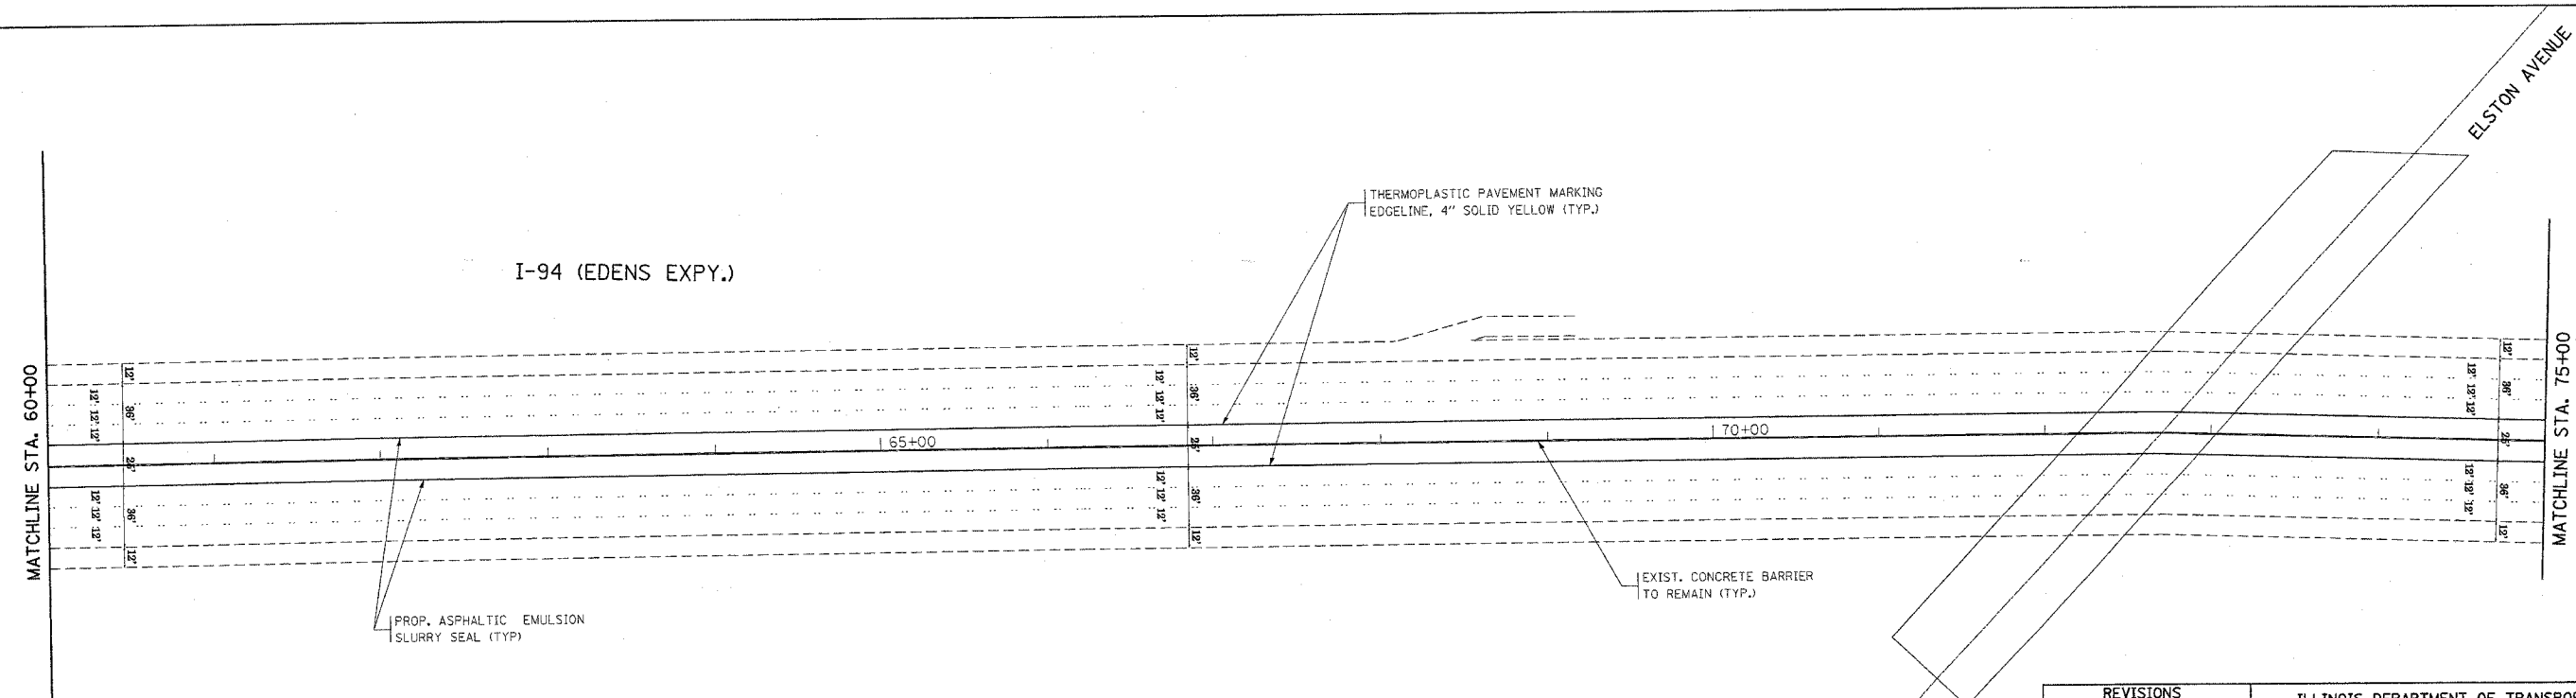 ELSTON AVENUE
THERMOPLASTIC PAVEMENT MARKING
EDGELINE, 4" SOLID YELLOW (TYP.)
I-94 (EDENS EXPY.)
MATCHLINE STA. 60+00
12' 12' 12'
12'
36'
26'
36'
12'
12' 12' 12'
65+00
12' 12' 12'
12'
36'
26'
36'
12'
12' 12' 12'
70+00
12' 12' 12'
12'
36'
26'
36'
12'
12' 12' 12'
MATCHLINE STA. 75+00
EXIST. CONCRETE BARRIER
TO REMAIN (TYP.)
PROP. ASPHALTIC EMULSION
SLURRY SEAL (TYP)
REVISIONS